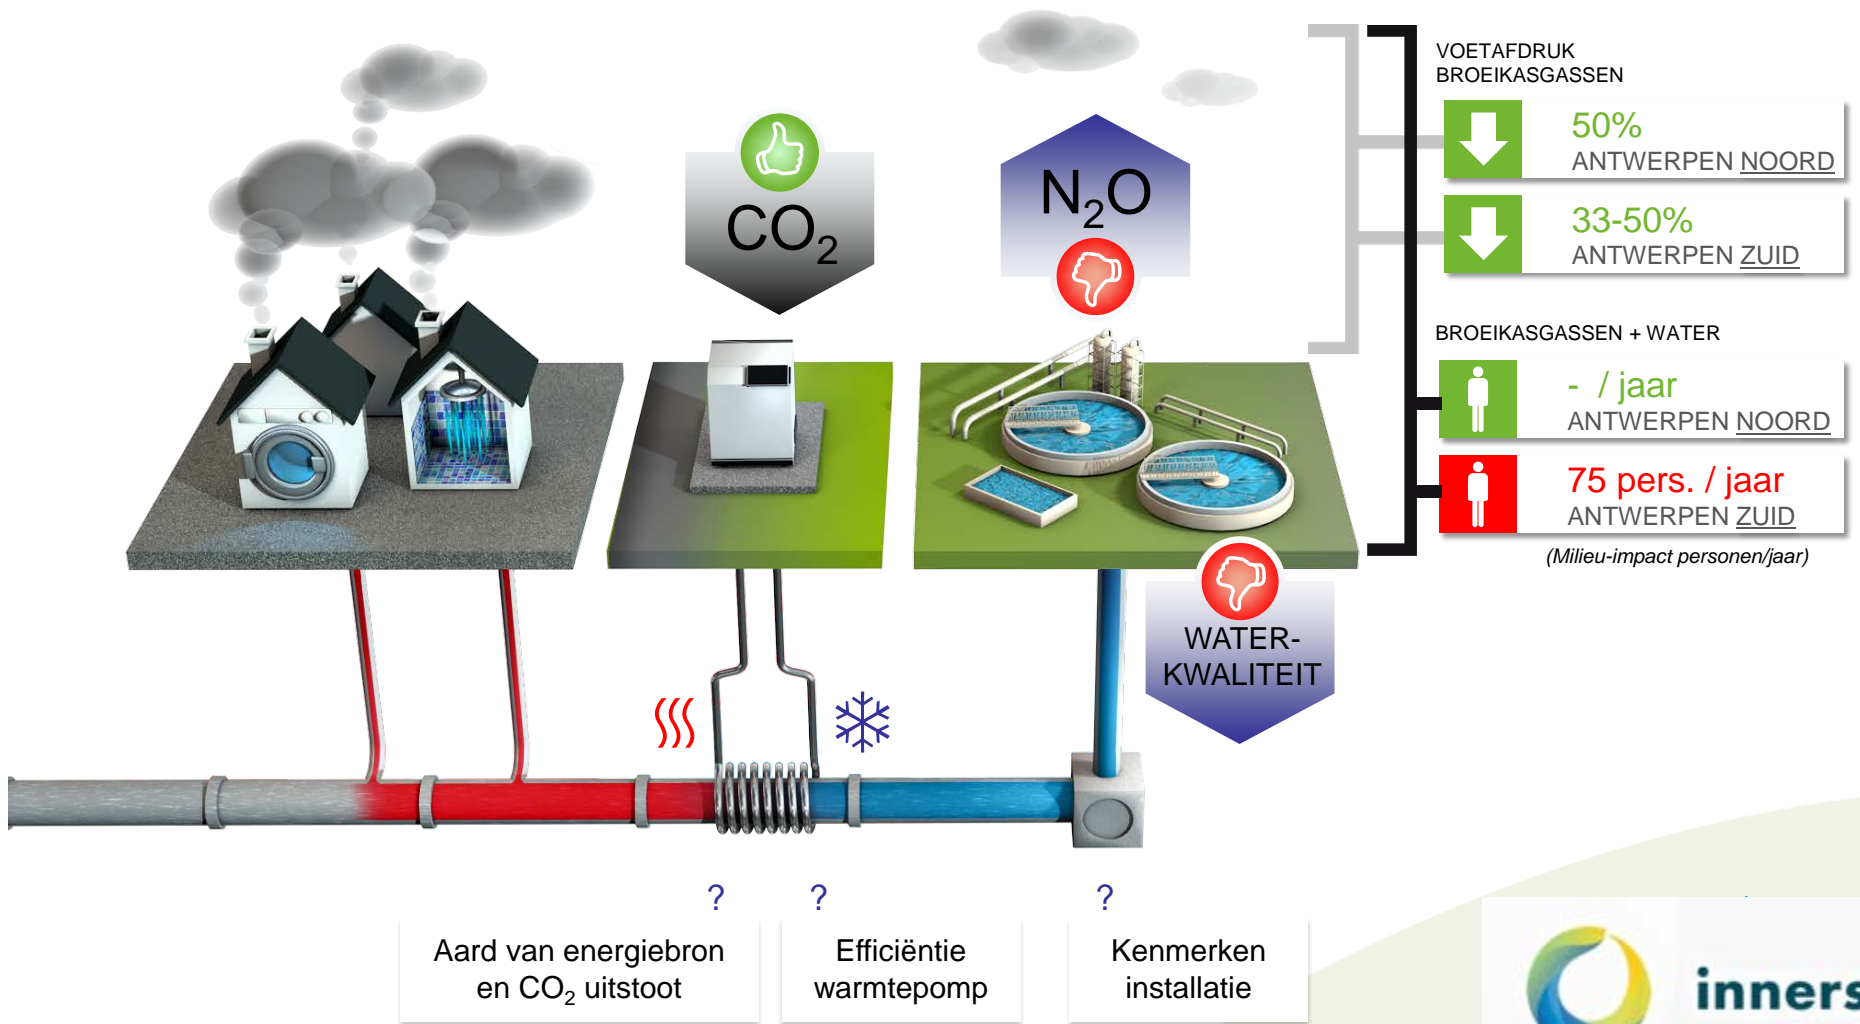 VOETAFDRUK
BROEIKASGASSEN
50%
ANTWERPEN NOORD
33-50%
ANTWERPEN ZUID
CO₂
N₂O
BROEIKASGASSEN + WATER
- / jaar
ANTWERPEN NOORD
75 pers. / jaar
ANTWERPEN ZUID
(Milieu-impact personen/jaar)
WATER-
KWALITEIT
? ? ?
Aard van energiebron
en CO₂ uitstoot
Efficiëntie
warmtepomp
Kenmerken
installatie
inners